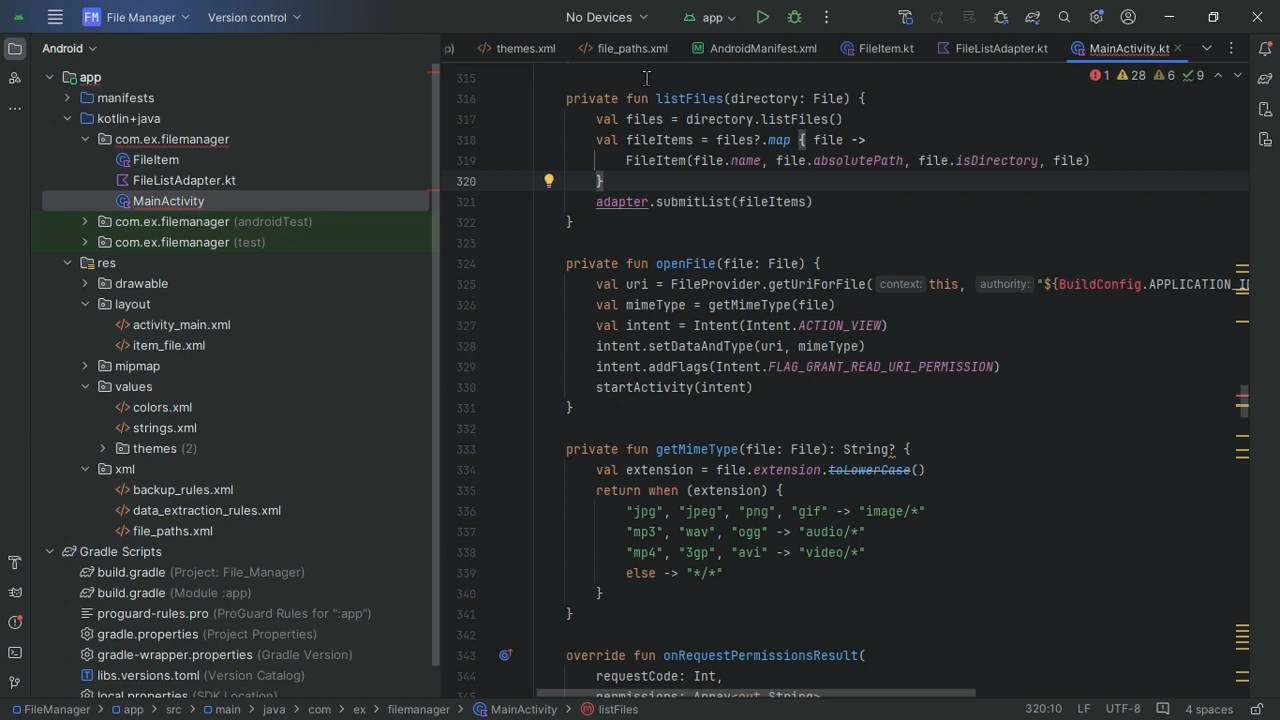 FM File Manager Version control No Devices app
Android
p) themes.xml file_paths.xml AndroidManifest.xml FileItem.kt FileListAdapter.kt MainActivity.kt
1 28 6 9
app
manifests
kotlin+java
com.ex.filemanager
FileItem
FileListAdapter.kt
MainActivity
com.ex.filemanager (androidTest)
com.ex.filemanager (test)
res
drawable
layout
activity_main.xml
item_file.xml
mipmap
values
colors.xml
strings.xml
themes (2)
xml
backup_rules.xml
data_extraction_rules.xml
file_paths.xml
Gradle Scripts
build.gradle (Project: File_Manager)
build.gradle (Module :app)
proguard-rules.pro (ProGuard Rules for ":app")
gradle.properties (Project Properties)
gradle-wrapper.properties (Gradle Version)
libs.versions.toml (Version Catalog)
local.properties (SDK Location)
315
316 private fun listFiles(directory: File) {
317 val files = directory.listFiles()
318 val fileItems = files?.map { file ->
319 FileItem(file.name, file.absolutePath, file.isDirectory, file)
320 }
321 adapter.submitList(fileItems)
322 }
323
324 private fun openFile(file: File) {
325 val uri = FileProvider.getUriForFile( context: this, authority: "${BuildConfig.APPLICATION_ID
326 val mimeType = getMimeType(file)
327 val intent = Intent(Intent.ACTION_VIEW)
328 intent.setDataAndType(uri, mimeType)
329 intent.addFlags(Intent.FLAG_GRANT_READ_URI_PERMISSION)
330 startActivity(intent)
331 }
332
333 private fun getMimeType(file: File): String? {
334 val extension = file.extension.toLowerCase()
335 return when (extension) {
336 "jpg", "jpeg", "png", "gif" -> "image/*"
337 "mp3", "wav", "ogg" -> "audio/*"
338 "mp4", "3gp", "avi" -> "video/*"
339 else -> "*/*"
340 }
341 }
342
343 override fun onRequestPermissionsResult(
344 requestCode: Int,
345 permissions: Array<out String>
FileManager app src main java com ex filemanager MainActivity listFiles 320:10 LF UTF-8 4 spaces